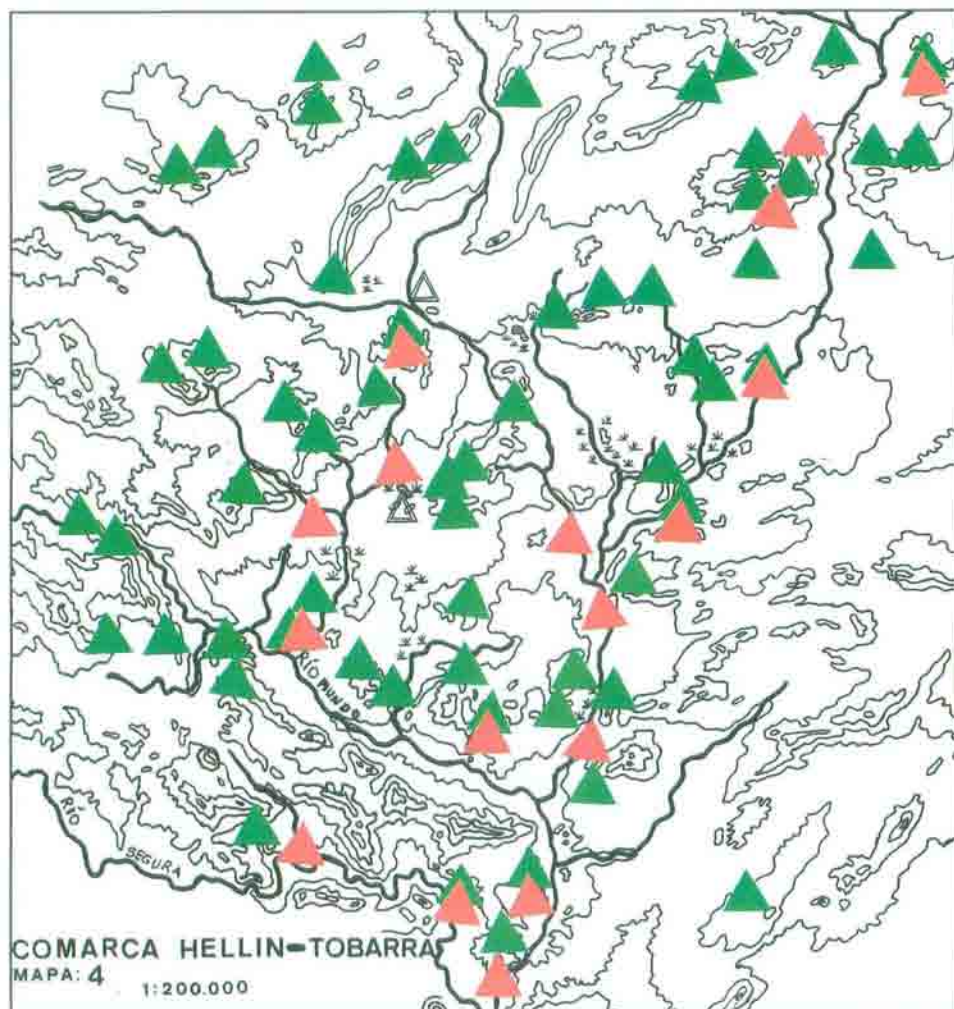 RÍO MUNDO
RÍO
SEGURA
COMARCA HELLIN-TOBARRA
MAPA: 4
1:200.000